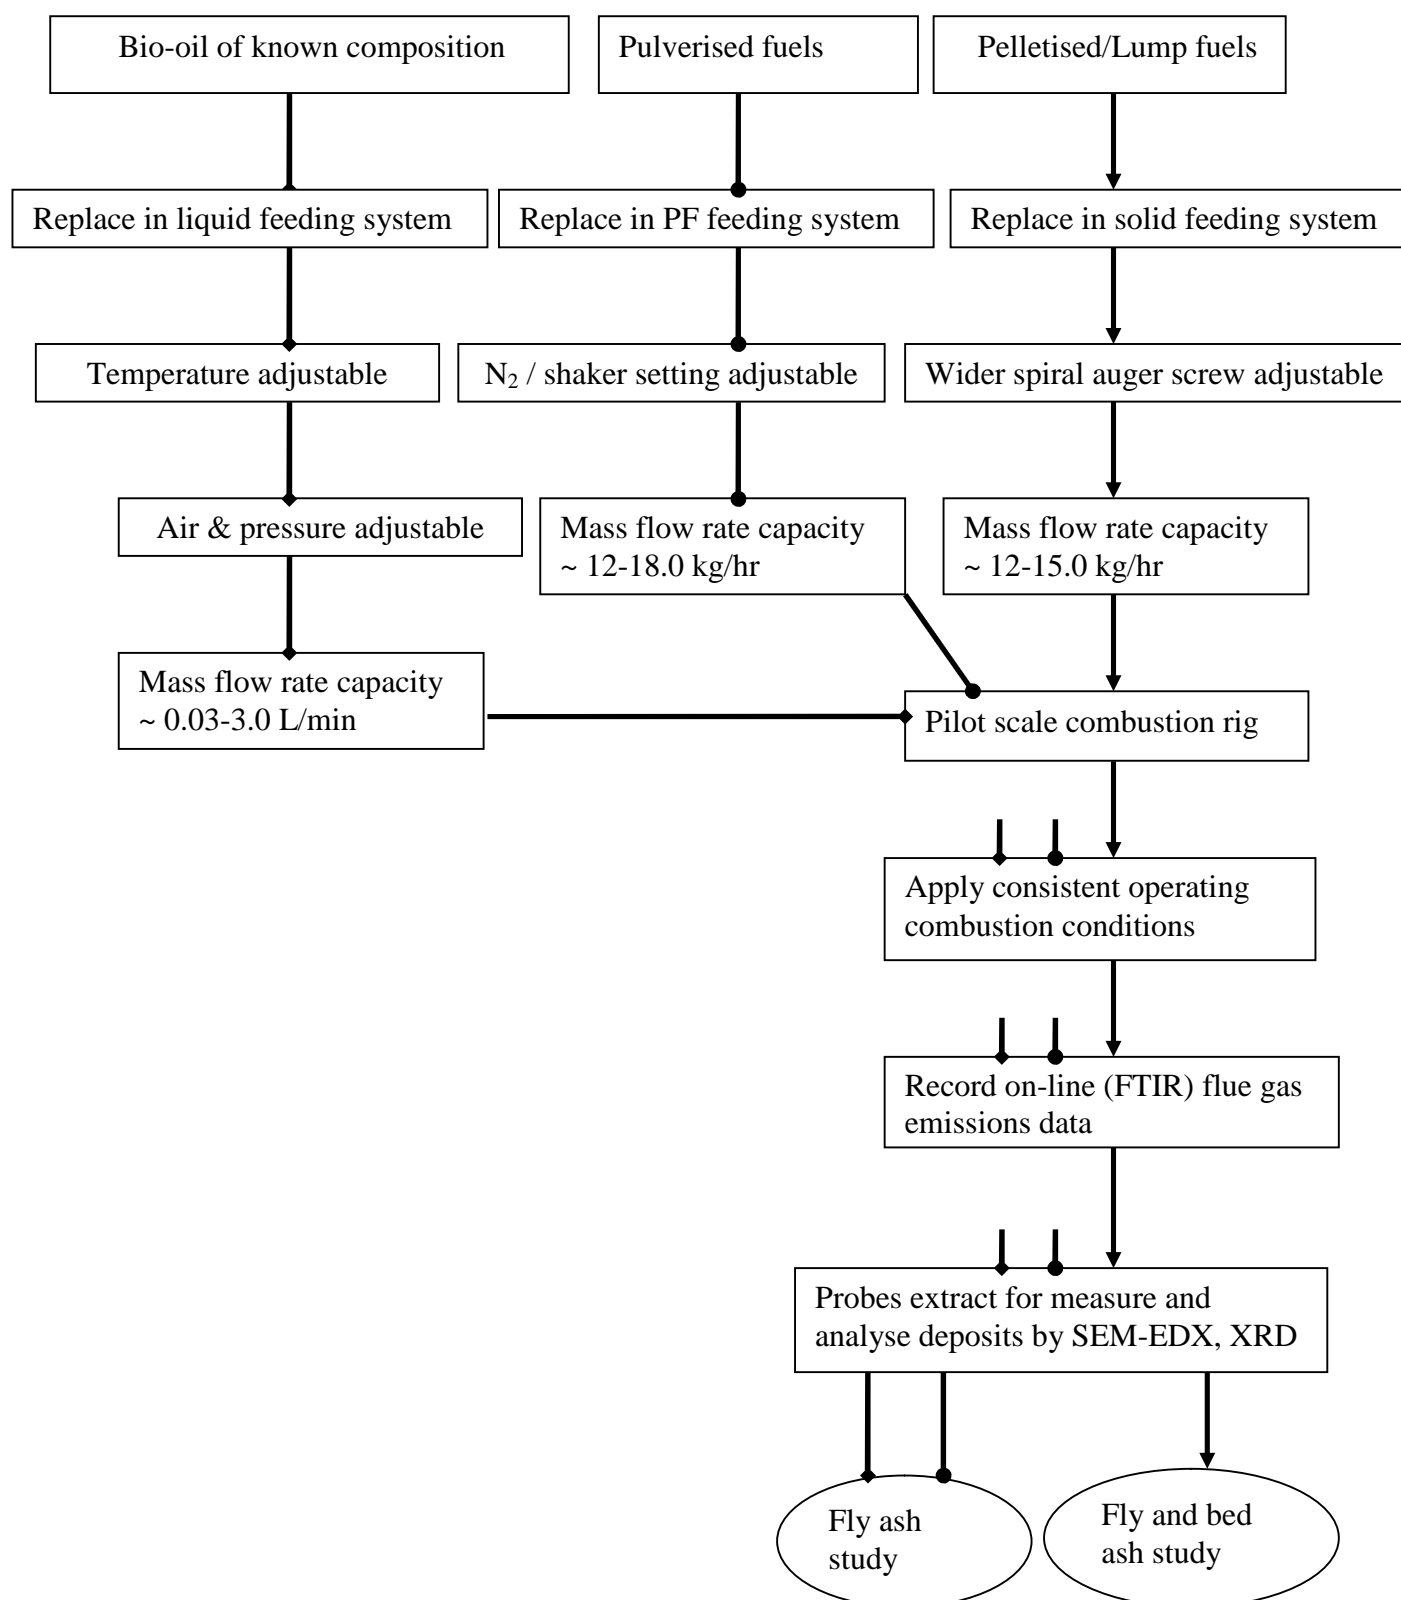 Bio-oil of known composition
Pulverised fuels
Pelletised/Lump fuels
Replace in liquid feeding system
Replace in PF feeding system
Replace in solid feeding system
Temperature adjustable
N₂ / shaker setting adjustable
Wider spiral auger screw adjustable
Air & pressure adjustable
Mass flow rate capacity
~ 12-18.0 kg/hr
Mass flow rate capacity
~ 12-15.0 kg/hr
Mass flow rate capacity
~ 0.03-3.0 L/min
Pilot scale combustion rig
Apply consistent operating
combustion conditions
Record on-line (FTIR) flue gas
emissions data
Probes extract for measure and
analyse deposits by SEM-EDX, XRD
Fly ash
study
Fly and bed
ash study